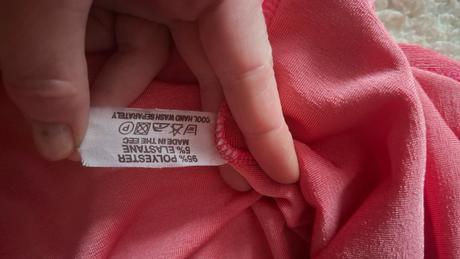 95% POLYESTER
5% ELASTANE
MADE IN THE EEC
P
COOL HAND WASH SEPARATELY